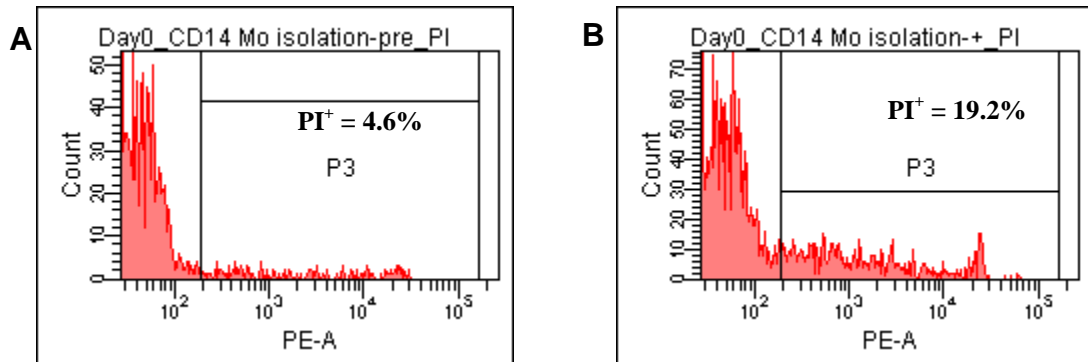 A
Day0_CD14 Mo isolation-pre_PI
50
40
30
20
10
0
Count
PI⁺ = 4.6%
P3
10² 10³ 10⁴ 10⁵
PE-A
B
Day0_CD14 Mo isolation-+_PI
70
60
50
40
30
20
10
0
Count
PI⁺ = 19.2%
P3
10² 10³ 10⁴ 10⁵
PE-A